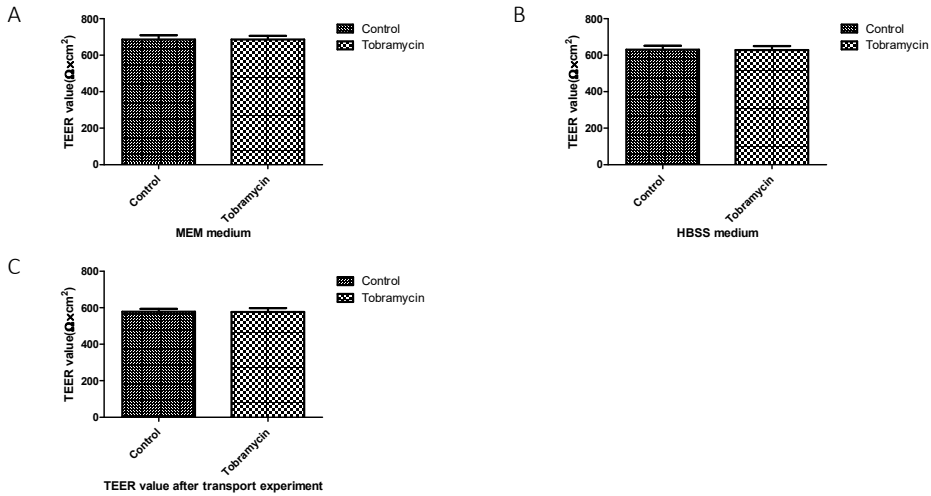 A
TEER value(Ω×cm²)
800
600
400
200
0
Control
Tobramycin
MEM medium
Control
Tobramycin
B
TEER value(Ω×cm²)
800
600
400
200
0
Control
Tobramycin
HBSS medium
Control
Tobramycin
C
TEER value(Ω×cm²)
800
600
400
200
0
Control
Tobramycin
TEER value after transport experiment
Control
Tobramycin